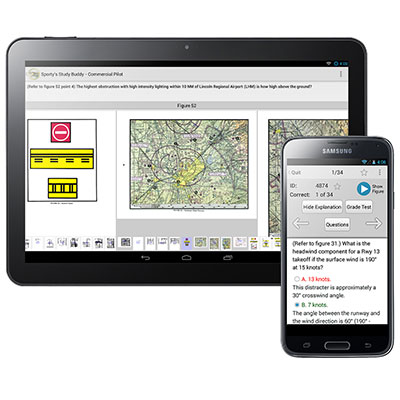 Sporty's Study Buddy - Commercial Pilot
(Refer to figure 52 point 4) The highest obstruction with high intensity lighting within 10 NM of Lincoln Regional Airport (LHM) is how high above the ground?
Figure 52
SAMSUNG
4:06
Quit
1/34
ID: 4874
Correct: 1 of 34
Show Figure
Hide Explanation
Grade Test
Questions
(Refer to figure 31.) What is the
headwind component for a Rwy 13
takeoff if the surface wind is 190°
at 15 knots?
A. 13 knots.
This distracter is approximately a
30° crosswind angle.
B. 7 knots.
The angle between the runway and
the wind direction is 60° (190° -